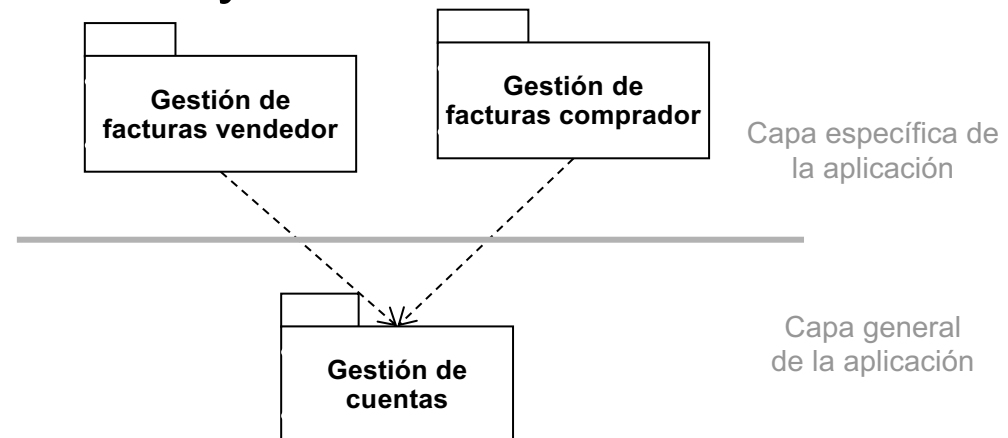 Gestión de
facturas vendedor
Gestión de
facturas comprador
Capa específica de
la aplicación
Capa general
de la aplicación
Gestión de
cuentas